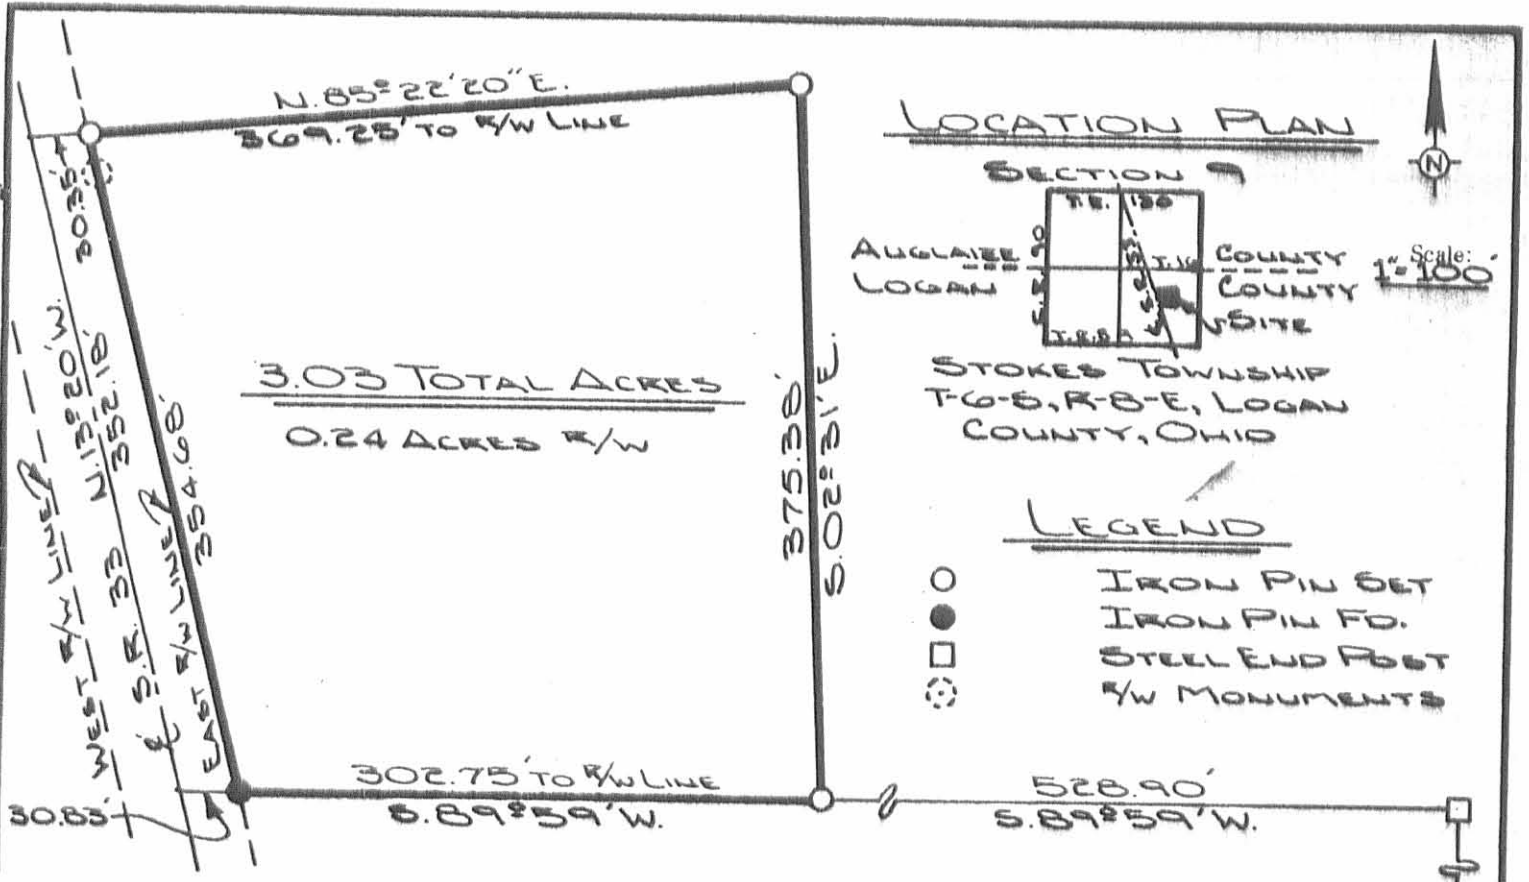 N.85°22'20"E.
369.25' TO R/W LINE
30.35'
N.13°20'W.
352.18'
354.68'
WEST R/W LINE
S.R. 33
EAST R/W LINE
30.83'
3.03 TOTAL ACRES
0.24 ACRES R/W
375.38'
S.02°31'E.
302.75' TO R/W LINE
S.89°59'W.
528.90'
S.89°59'W.
LOCATION PLAN
SECTION 9
N
AUGLAIZE COUNTY
LOGAN COUNTY
SITE
Scale:
1"=100'
STOKES TOWNSHIP
T-6-S, R-8-E, LOGAN
COUNTY, OHIO
LEGEND
IRON PIN SET
IRON PIN FD.
STEEL END POST
R/W MONUMENTS